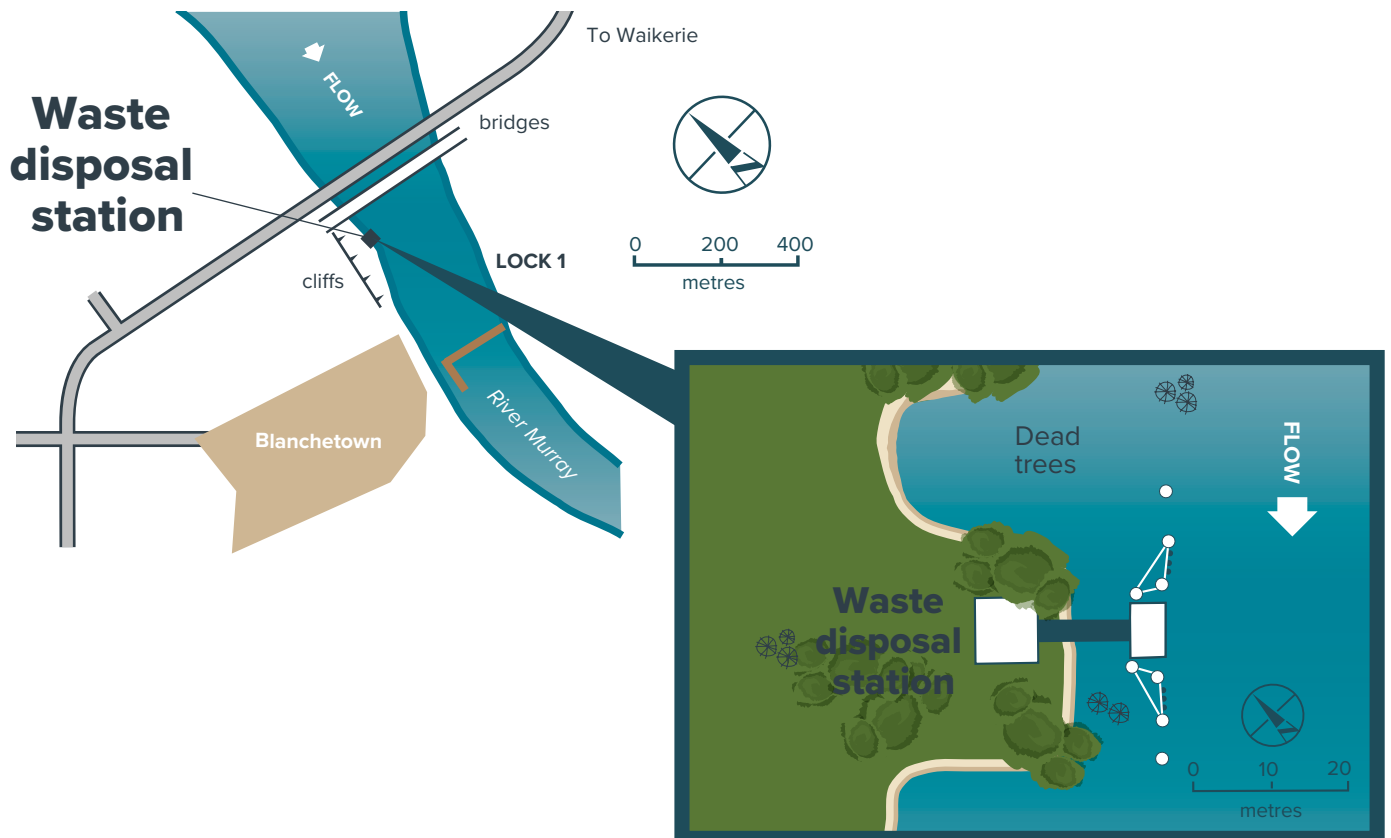 To Waikerie
FLOW
Waste
disposal
station
bridges
cliffs
LOCK 1
0 200 400
metres
N
Blanchetown
River Murray
Dead
trees
FLOW
Waste
disposal
station
N
0 10 20
metres